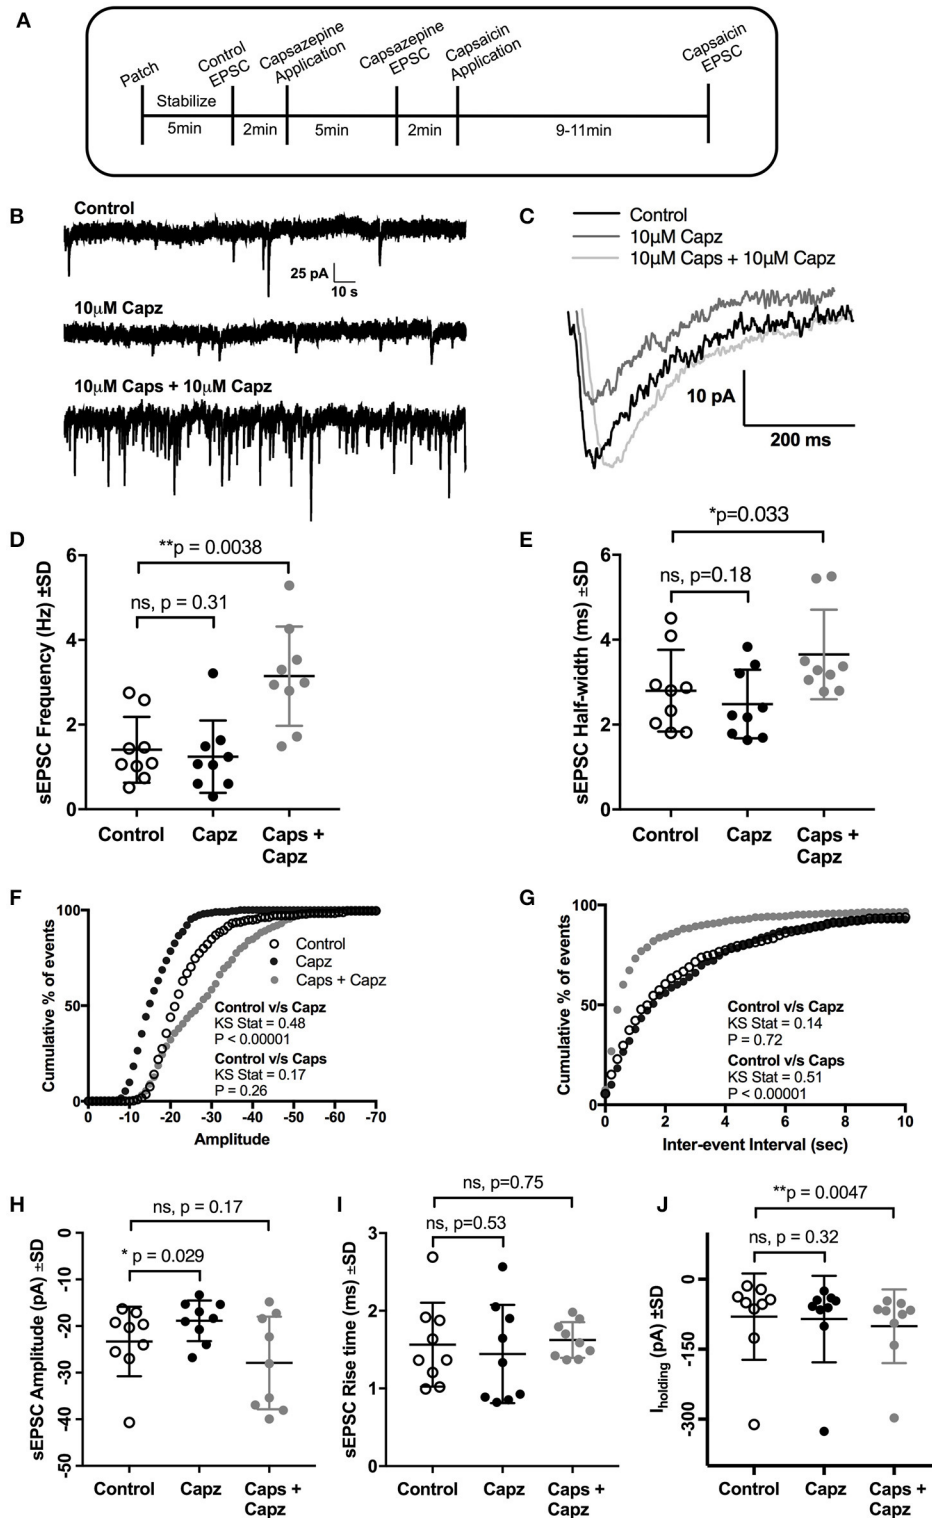 A
Patch
Control
EPSC
Capsazepine
Application
Capsazepine
EPSC
Capsaicin
Application
Capsaicin
EPSC
Stabilize
5min
2min
5min
2min
9-11min
B
Control
25 pA
10 s
10μM Capz
10μM Caps + 10μM Capz
C
Control
10μM Capz
10μM Caps + 10μM Capz
10 pA
200 ms
D
**p = 0.0038
ns, p = 0.31
sEPSC Frequency (Hz) ±SD
6
4
2
0
Control
Capz
Caps +
Capz
E
*p=0.033
ns, p=0.18
sEPSC Half-width (ms) ±SD
6
4
2
0
Control
Capz
Caps +
Capz
F
Cumulative % of events
100
50
0
Control
Capz
Caps + Capz
Control v/s Capz
KS Stat = 0.48
P < 0.00001
Control v/s Caps
KS Stat = 0.17
P = 0.26
0 -10 -20 -30 -40 -50 -60 -70
Amplitude
G
Cumulative % of events
100
50
0
Control v/s Capz
KS Stat = 0.14
P = 0.72
Control v/s Caps
KS Stat = 0.51
P < 0.00001
0 2 4 6 8 10
Inter-event Interval (sec)
H
ns, p = 0.17
* p = 0.029
sEPSC Amplitude (pA) ±SD
0
-10
-20
-30
-40
-50
Control
Capz
Caps +
Capz
I
ns, p=0.75
ns, p=0.53
sEPSC Rise time (ms) ±SD
3
2
1
0
Control
Capz
Caps +
Capz
J
**p = 0.0047
ns, p = 0.32
Iholding (pA) ±SD
0
-150
-300
Control
Capz
Caps +
Capz